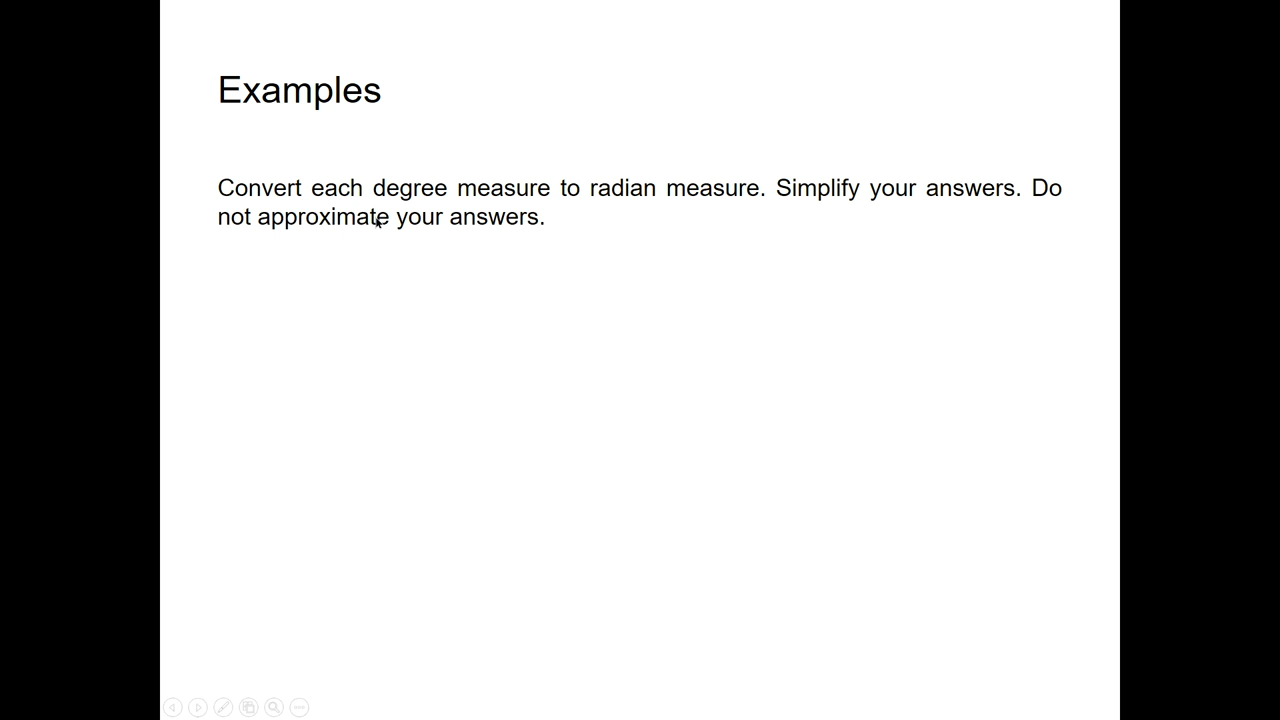 Examples
Convert each degree measure to radian measure. Simplify your answers. Do
not approximate your answers.